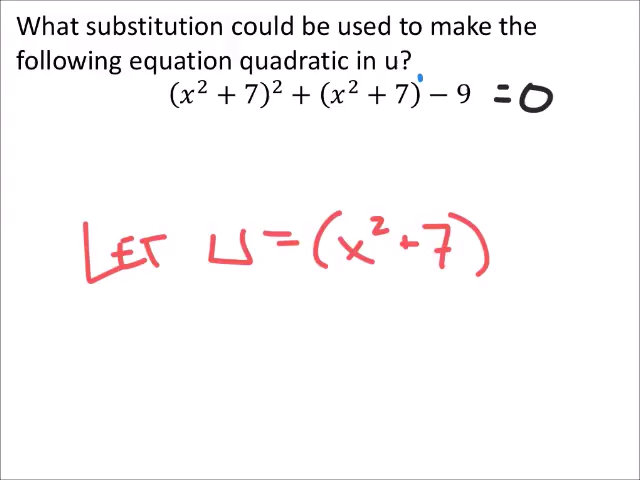 What substitution could be used to make the
following equation quadratic in u?
(x² + 7)² + (x² + 7) − 9 = 0
LET u = (x² + 7)